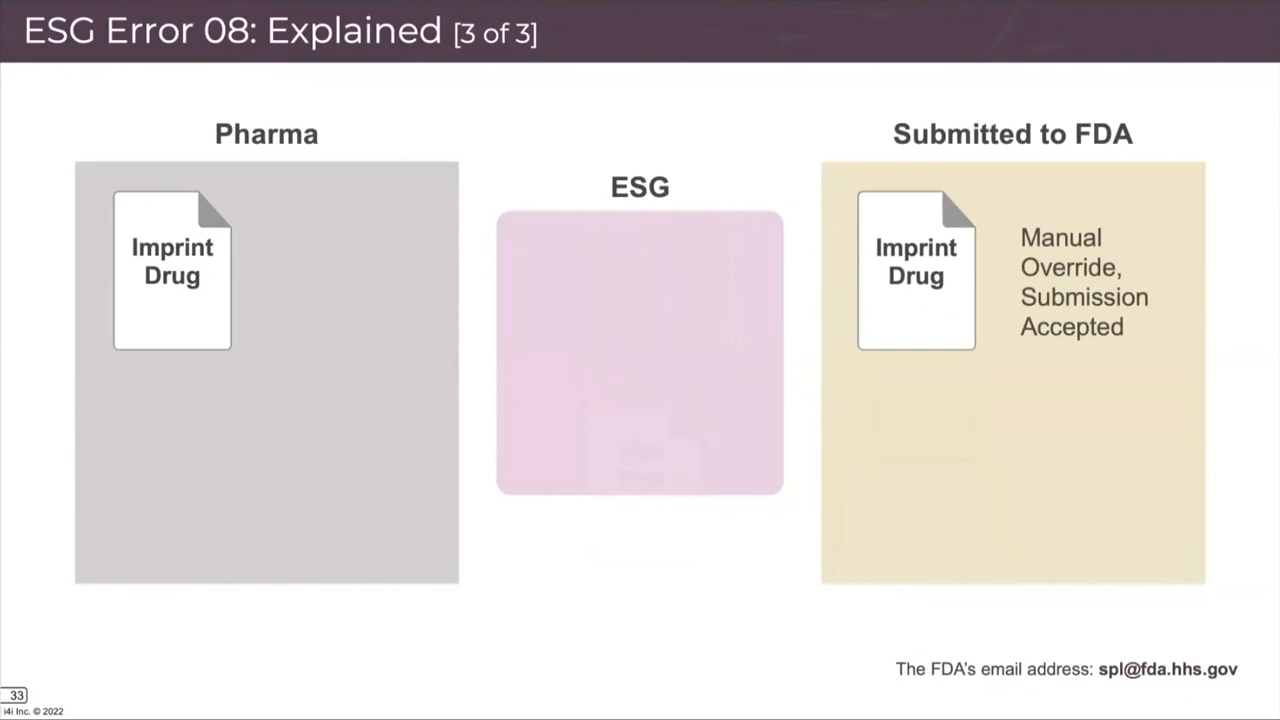 ESG Error 08: Explained [3 of 3]
Pharma
Imprint
Drug
ESG
Submitted to FDA
Imprint
Drug
Manual
Override,
Submission
Accepted
The FDA's email address: spl@fda.hhs.gov
33
i4i Inc. © 2022